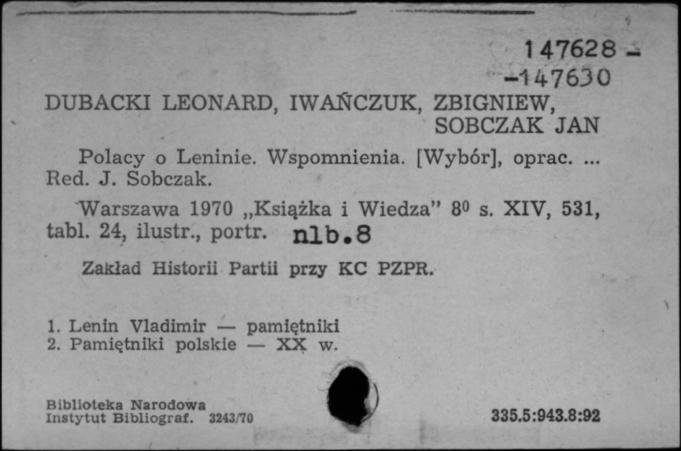 147628 -
-147630
DUBACKI LEONARD, IWAŃCZUK, ZBIGNIEW,
SOBCZAK JAN
Polacy o Leninie. Wspomnienia. [Wybór], oprac. ...
Red. J. Sobczak.
Warszawa 1970 „Książka i Wiedza” 8⁰ s. XIV, 531,
tabl. 24, ilustr., portr. nlb.8
Zakład Historii Partii przy KC PZPR.
1. Lenin Vladimir — pamiętniki
2. Pamiętniki polskie — XX w.
Biblioteka Narodowa
Instytut Bibliograf. 3243/70
335.5:943.8:92